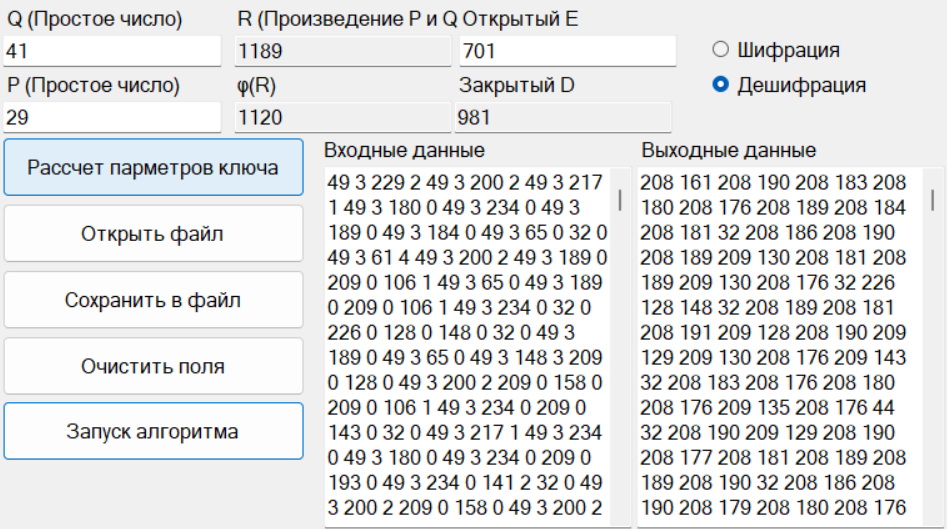 Q (Простое число)
R (Произведение P и Q
Открытый E
41
1189
701
Шифрация
P (Простое число)
φ(R)
Закрытый D
Дешифрация
29
1120
981
Рассчет парметров ключа
Открыть файл
Сохранить в файл
Очистить поля
Запуск алгоритма
Входные данные
49 3 229 2 49 3 200 2 49 3 217
1 49 3 180 0 49 3 234 0 49 3
189 0 49 3 184 0 49 3 65 0 32 0
49 3 61 4 49 3 200 2 49 3 189 0
209 0 106 1 49 3 65 0 49 3 189
0 209 0 106 1 49 3 234 0 32 0
226 0 128 0 148 0 32 0 49 3
189 0 49 3 65 0 49 3 148 3 209
0 128 0 49 3 200 2 209 0 158 0
209 0 106 1 49 3 234 0 209 0
143 0 32 0 49 3 217 1 49 3 234
0 49 3 180 0 49 3 234 0 209 0
193 0 49 3 234 0 141 2 32 0 49
3 200 2 209 0 158 0 49 3 200 2
Выходные данные
208 161 208 190 208 183 208
180 208 176 208 189 208 184
208 181 32 208 186 208 190
208 189 209 130 208 181 208
189 209 130 208 176 32 226
128 148 32 208 189 208 181
208 191 209 128 208 190 209
129 209 130 208 176 209 143
32 208 183 208 176 208 180
208 176 209 135 208 176 44
32 208 190 209 129 208 190
208 177 208 181 208 189 208
189 208 190 32 208 186 208
190 208 179 208 180 208 176